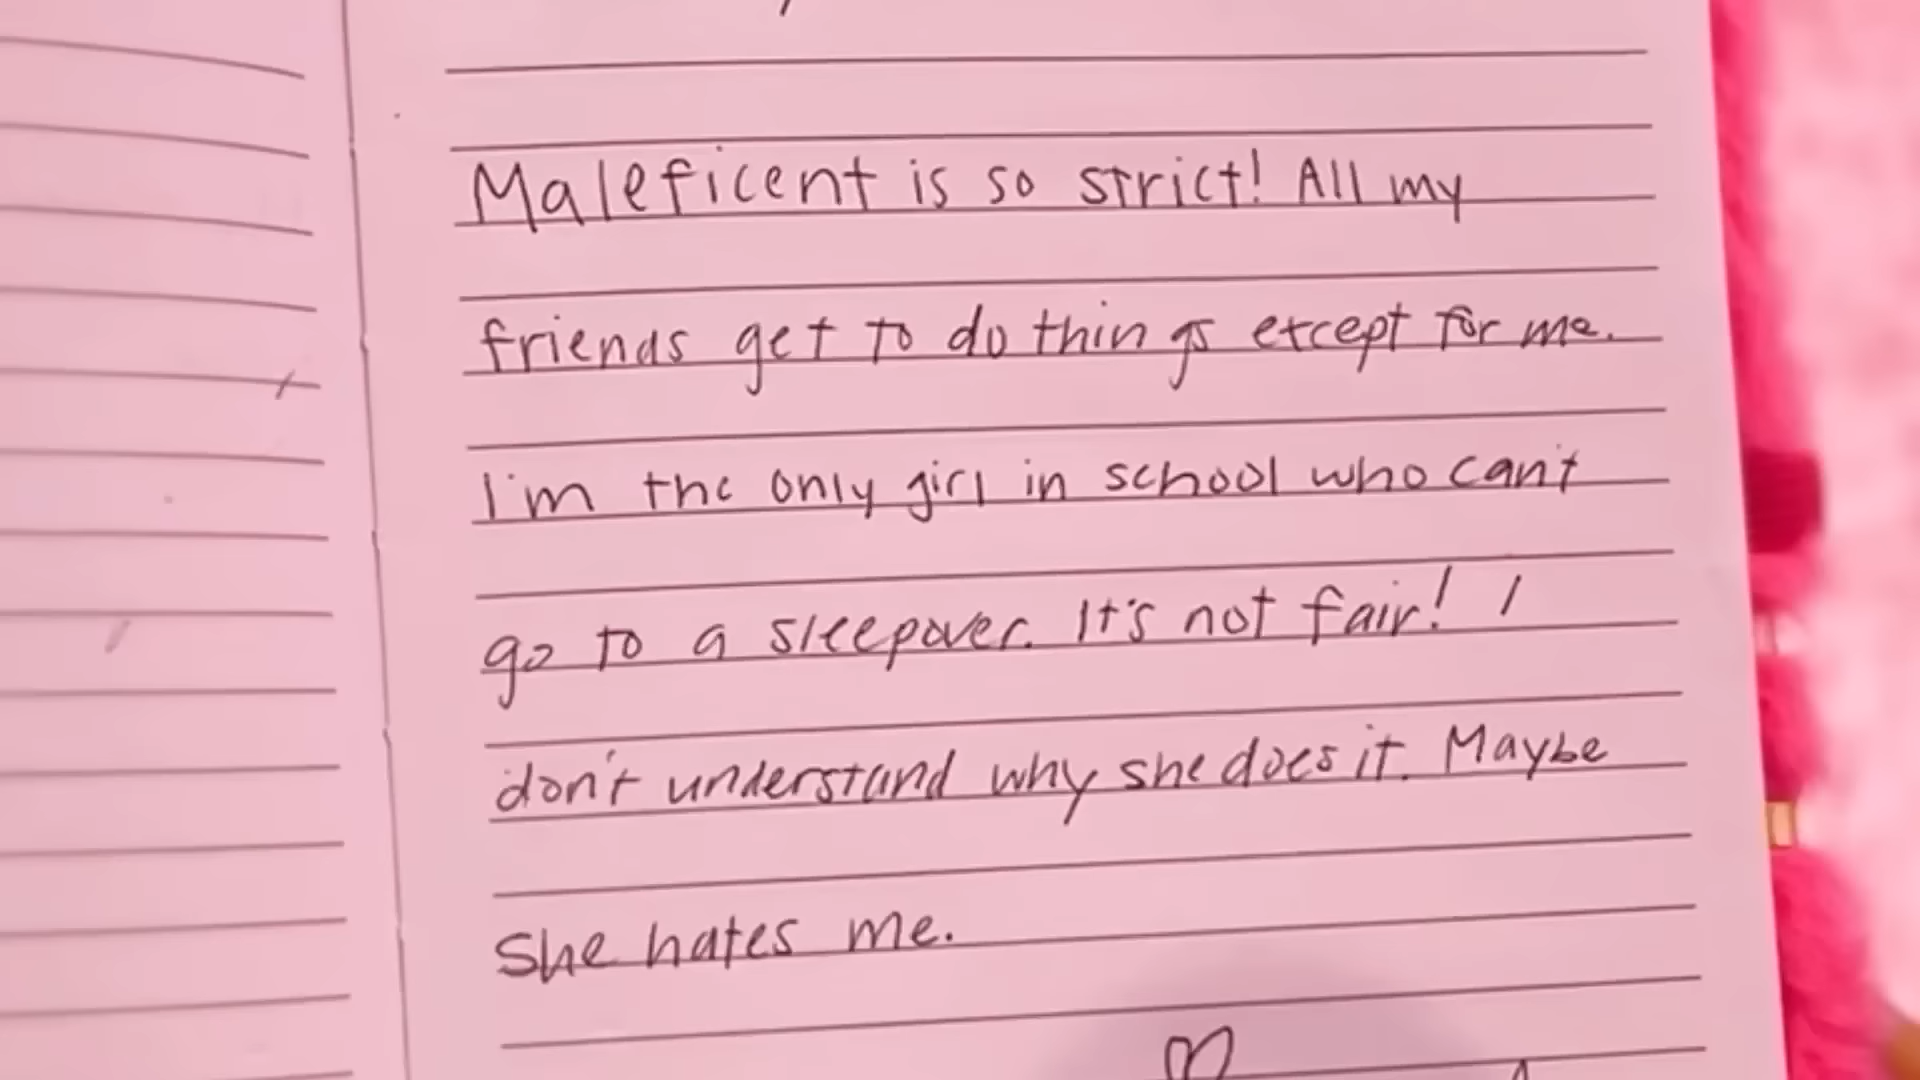 Maleficent is so strict! All my
friends get to do things except for me.
I'm the only girl in school who can't
go to a sleepover. It's not fair! I
don't understand why she does it. Maybe
she hates me.